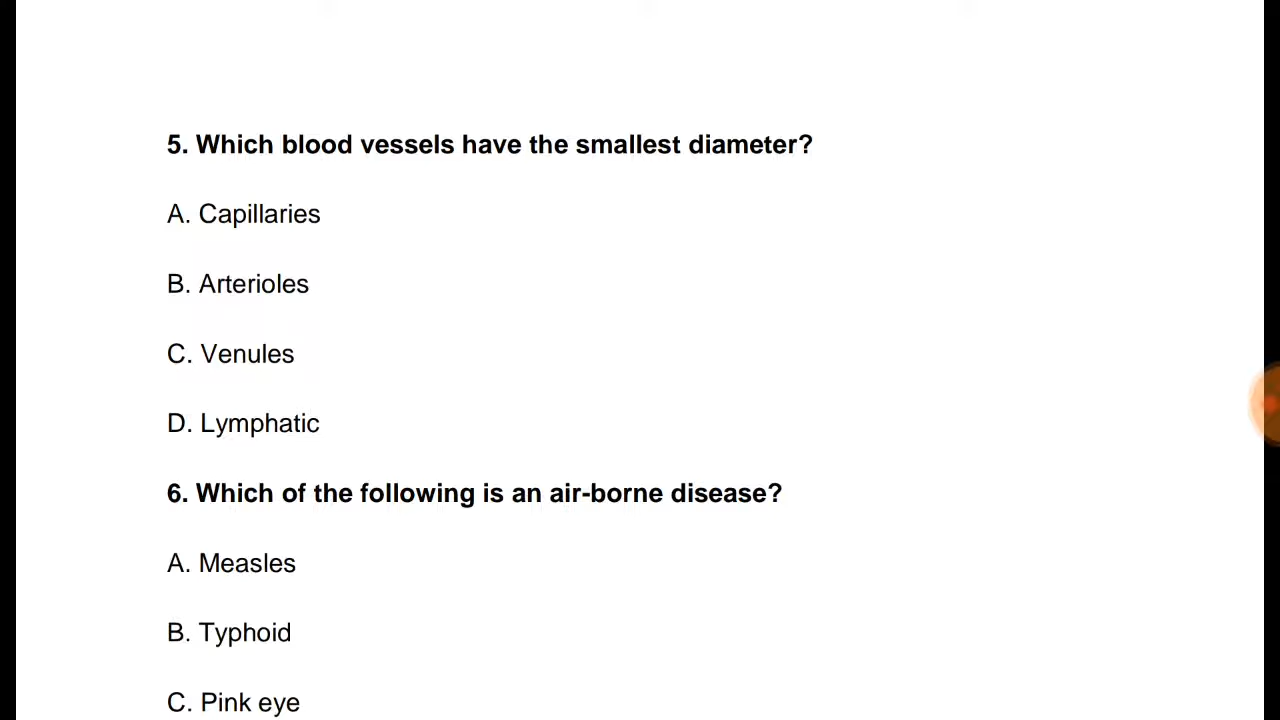 5. Which blood vessels have the smallest diameter?
A. Capillaries
B. Arterioles
C. Venules
D. Lymphatic
6. Which of the following is an air-borne disease?
A. Measles
B. Typhoid
C. Pink eye